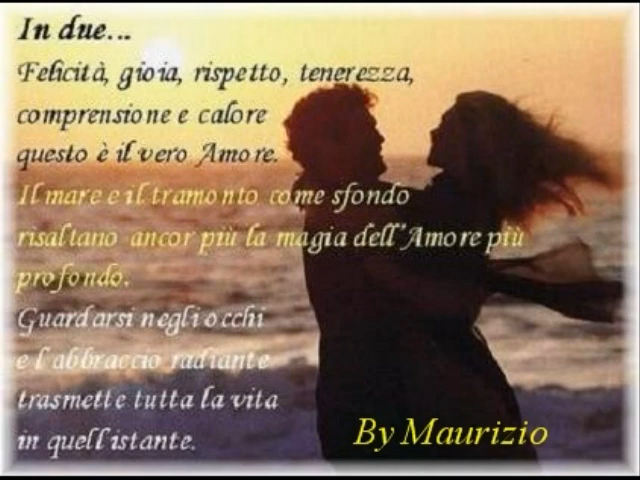 In due...
Felicità, gioia, rispetto, tenerezza,
comprensione e calore
questo è il vero Amore.
Il mare e il tramonto come sfondo
risaltano ancor più la magia dell'Amore più
profondo.
Guardarsi negli occhi
e l'abbraccio radiante
trasmette tutta la vita
in quell'istante.
By Maurizio